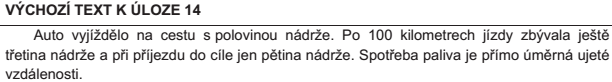 VÝCHOZÍ TEXT K ÚLOZE 14
Auto vyjíždělo na cestu s polovinou nádrže. Po 100 kilometrech jízdy zbývala ještě
třetina nádrže a při příjezdu do cíle jen pětina nádrže. Spotřeba paliva je přímo úměrná ujeté
vzdálenosti.